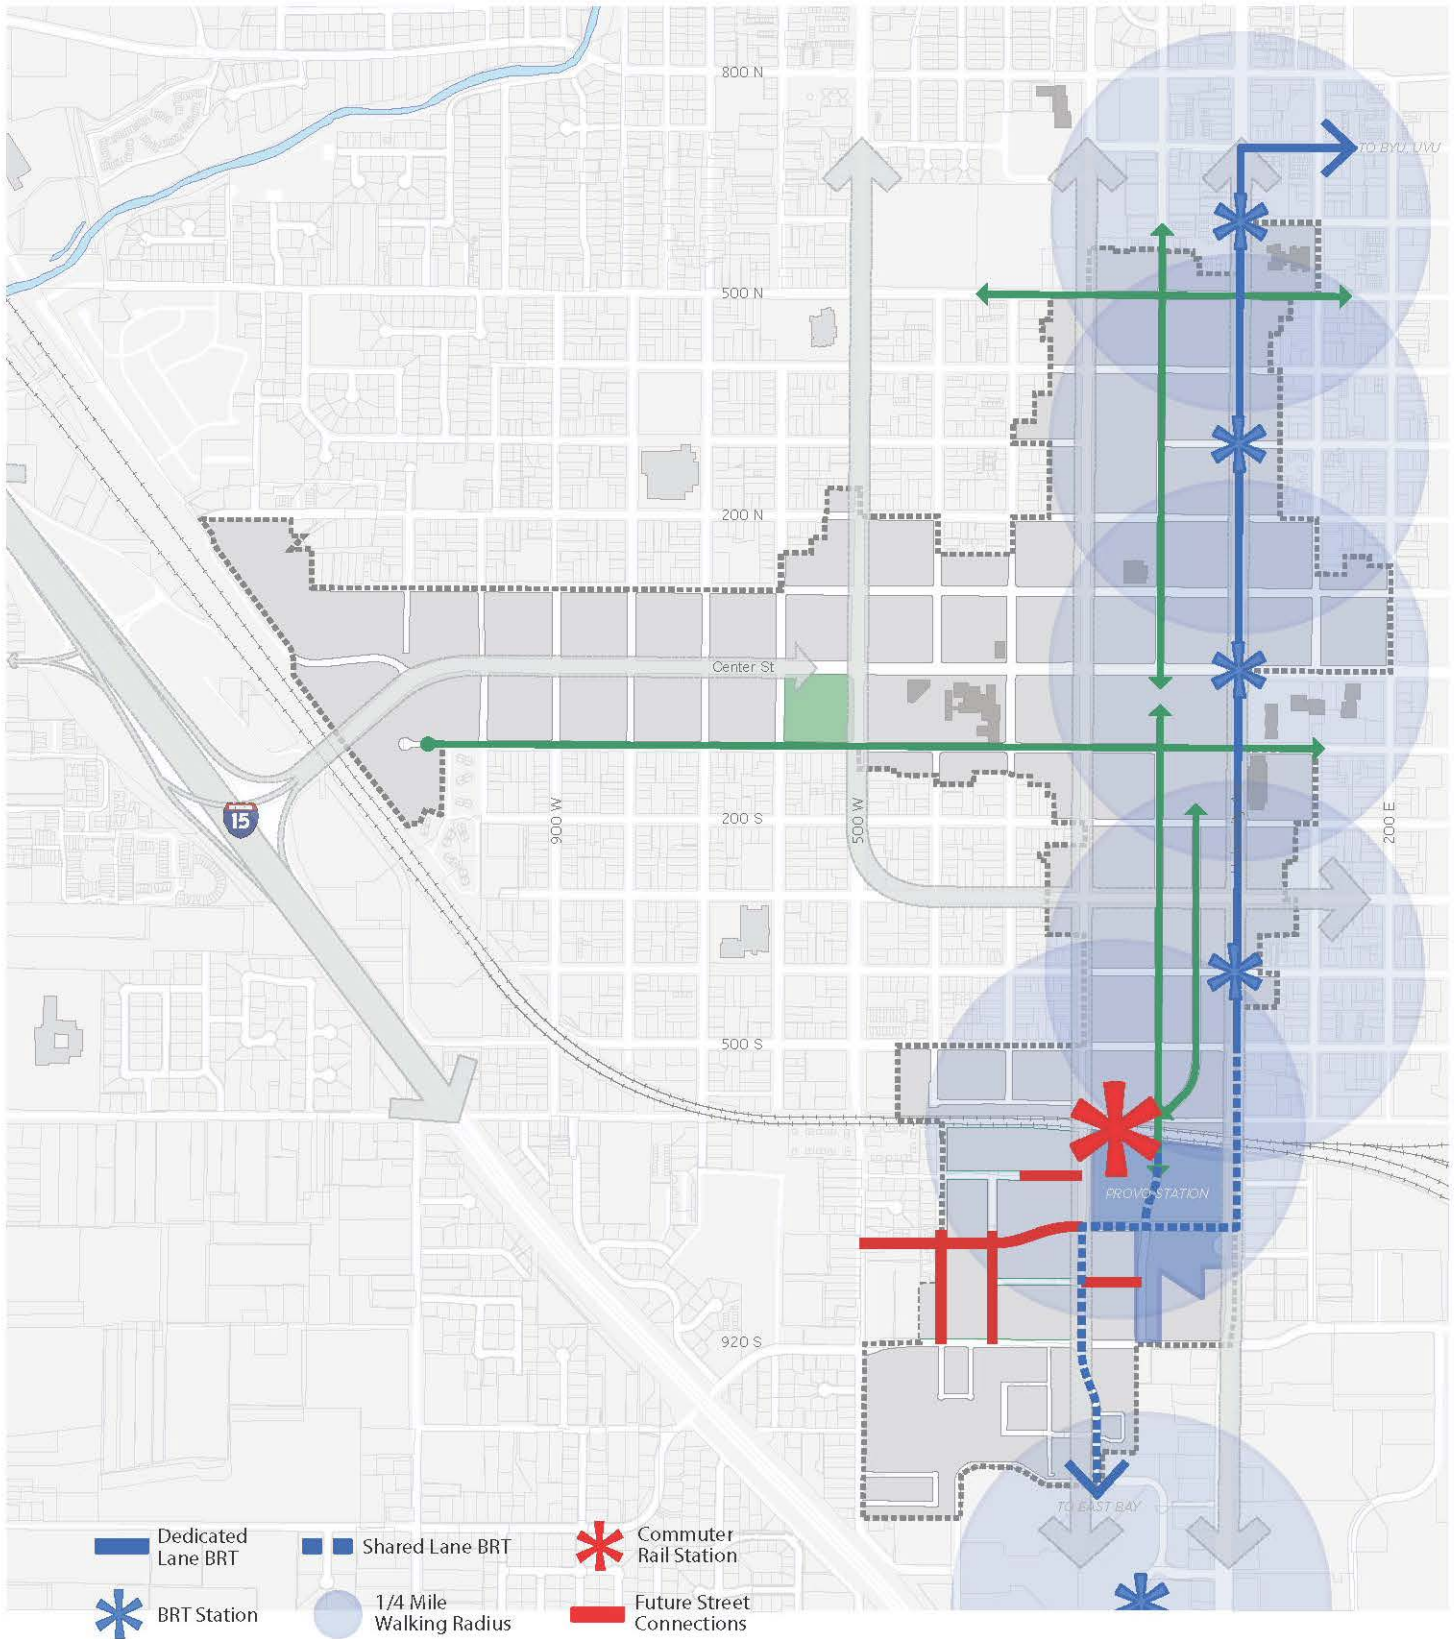 800 N
TO BYU, UVU
500 N
200 N
Center St
15
900 W
200 S
500 W
200 E
500 S
PROVO STATION
920 S
TO EAST BAY
Dedicated
Lane BRT
Shared Lane BRT
Commuter
Rail Station
BRT Station
1/4 Mile
Walking Radius
Future Street
Connections